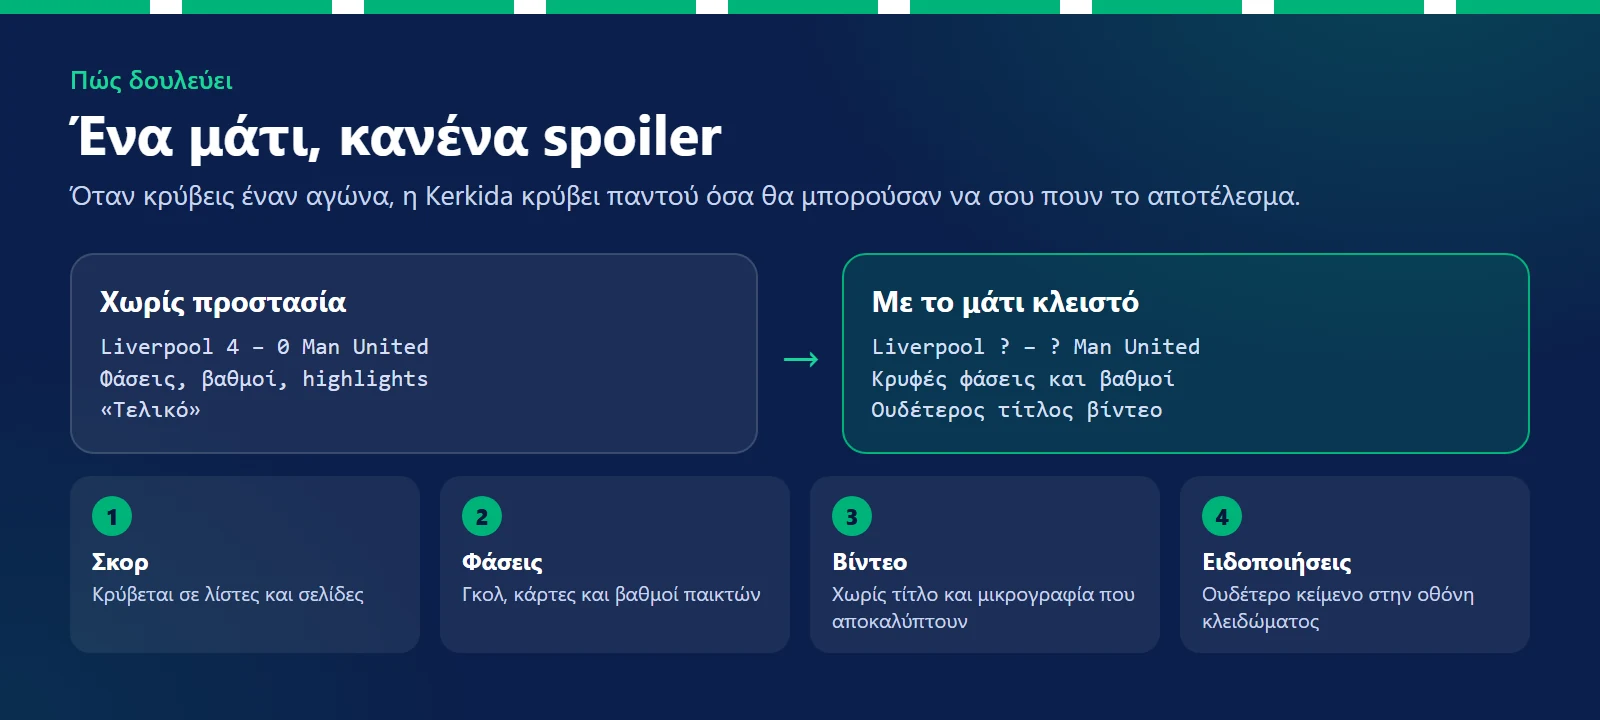 Πώς δουλεύει
Ένα μάτι, κανένα spoiler
Όταν κρύβεις έναν αγώνα, η Kerkida κρύβει παντού όσα θα μπορούσαν να σου πουν το αποτέλεσμα.
Χωρίς προστασία
Liverpool 4 – 0 Man United
Φάσεις, βαθμοί, highlights
«Τελικό»
→
Με το μάτι κλειστό
Liverpool ? – ? Man United
Κρυφές φάσεις και βαθμοί
Ουδέτερος τίτλος βίντεο
1
Σκορ
Κρύβεται σε λίστες και σελίδες
2
Φάσεις
Γκολ, κάρτες και βαθμοί παικτών
3
Βίντεο
Χωρίς τίτλο και μικρογραφία που
αποκαλύπτουν
4
Ειδοποιήσεις
Ουδέτερο κείμενο στην οθόνη
κλειδώματος